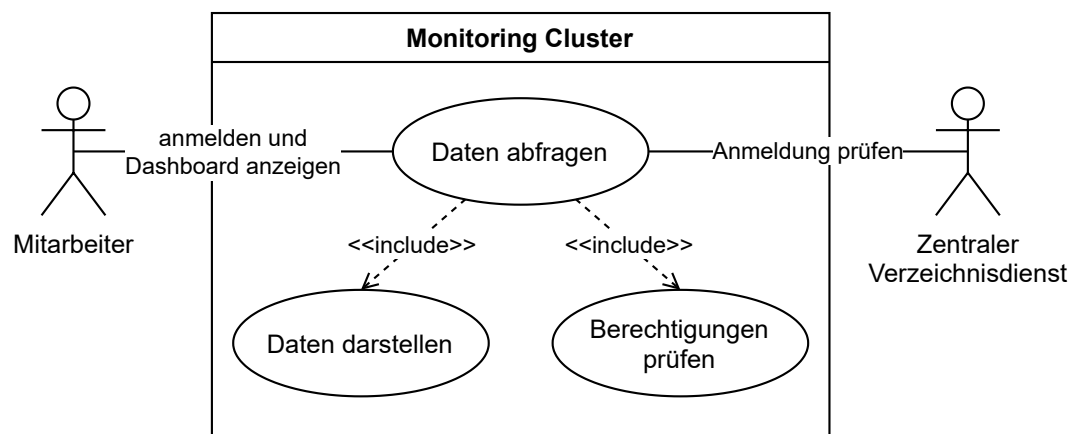 Monitoring Cluster
anmelden und
Dashboard anzeigen
Daten abfragen
Anmeldung prüfen
Mitarbeiter
Zentraler
Verzeichnisdienst
<<include>>
<<include>>
Daten darstellen
Berechtigungen
prüfen